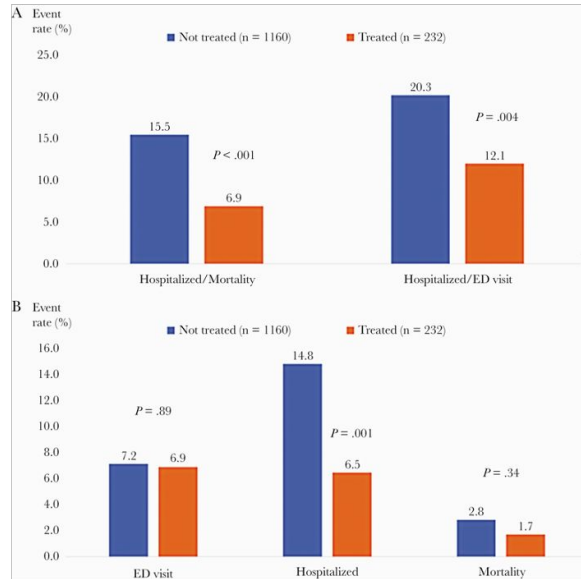 A Event
rate (%)
Not treated (n = 1160) Treated (n = 232)
25.0
20.0
15.0
10.0
5.0
0.0
15.5
6.9
P < .001
20.3
12.1
P = .004
Hospitalized/Mortality Hospitalized/ED visit
B Event
rate (%)
Not treated (n = 1160) Treated (n = 232)
16.0
14.0
12.0
10.0
8.0
6.0
4.0
2.0
0.0
7.2
6.9
P = .89
14.8
6.5
P = .001
2.8
1.7
P = .34
ED visit Hospitalized Mortality